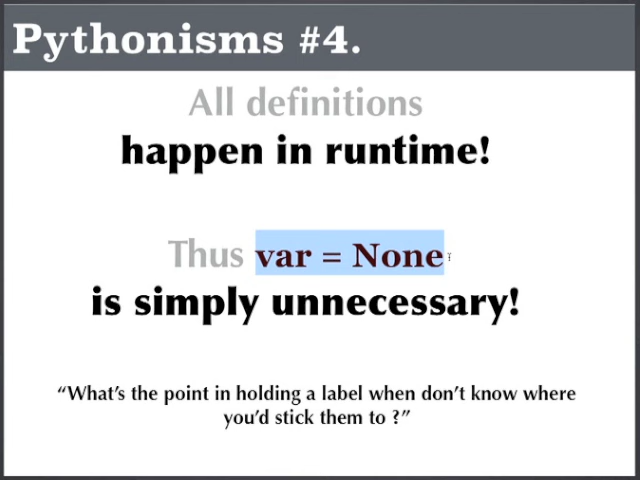 Pythonisms #4.
All definitions
happen in runtime!
Thus var = None
is simply unnecessary!
“What’s the point in holding a label when don’t know where
you’d stick them to ?”